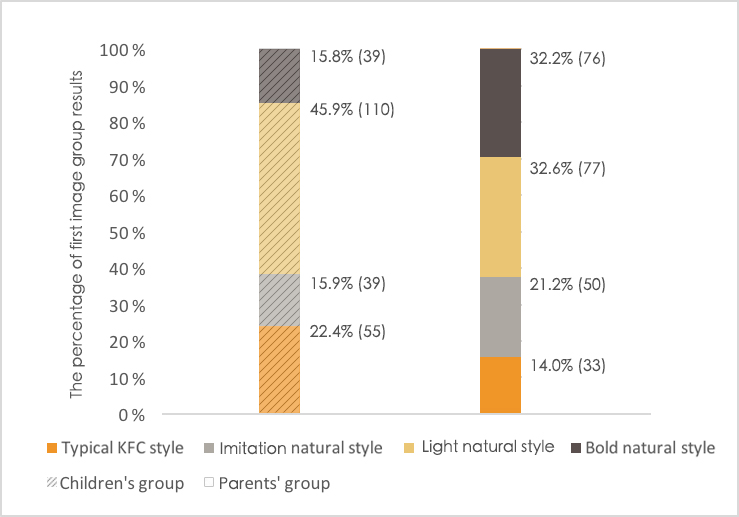 The percentage of first image group results
100 %
90 %
80 %
70 %
60 %
50 %
40 %
30 %
20 %
10 %
0 %
15.8% (39)
45.9% (110)
15.9% (39)
22.4% (55)
32.2% (76)
32.6% (77)
21.2% (50)
14.0% (33)
Typical KFC style
Imitation natural style
Light natural style
Bold natural style
Children's group
Parents' group